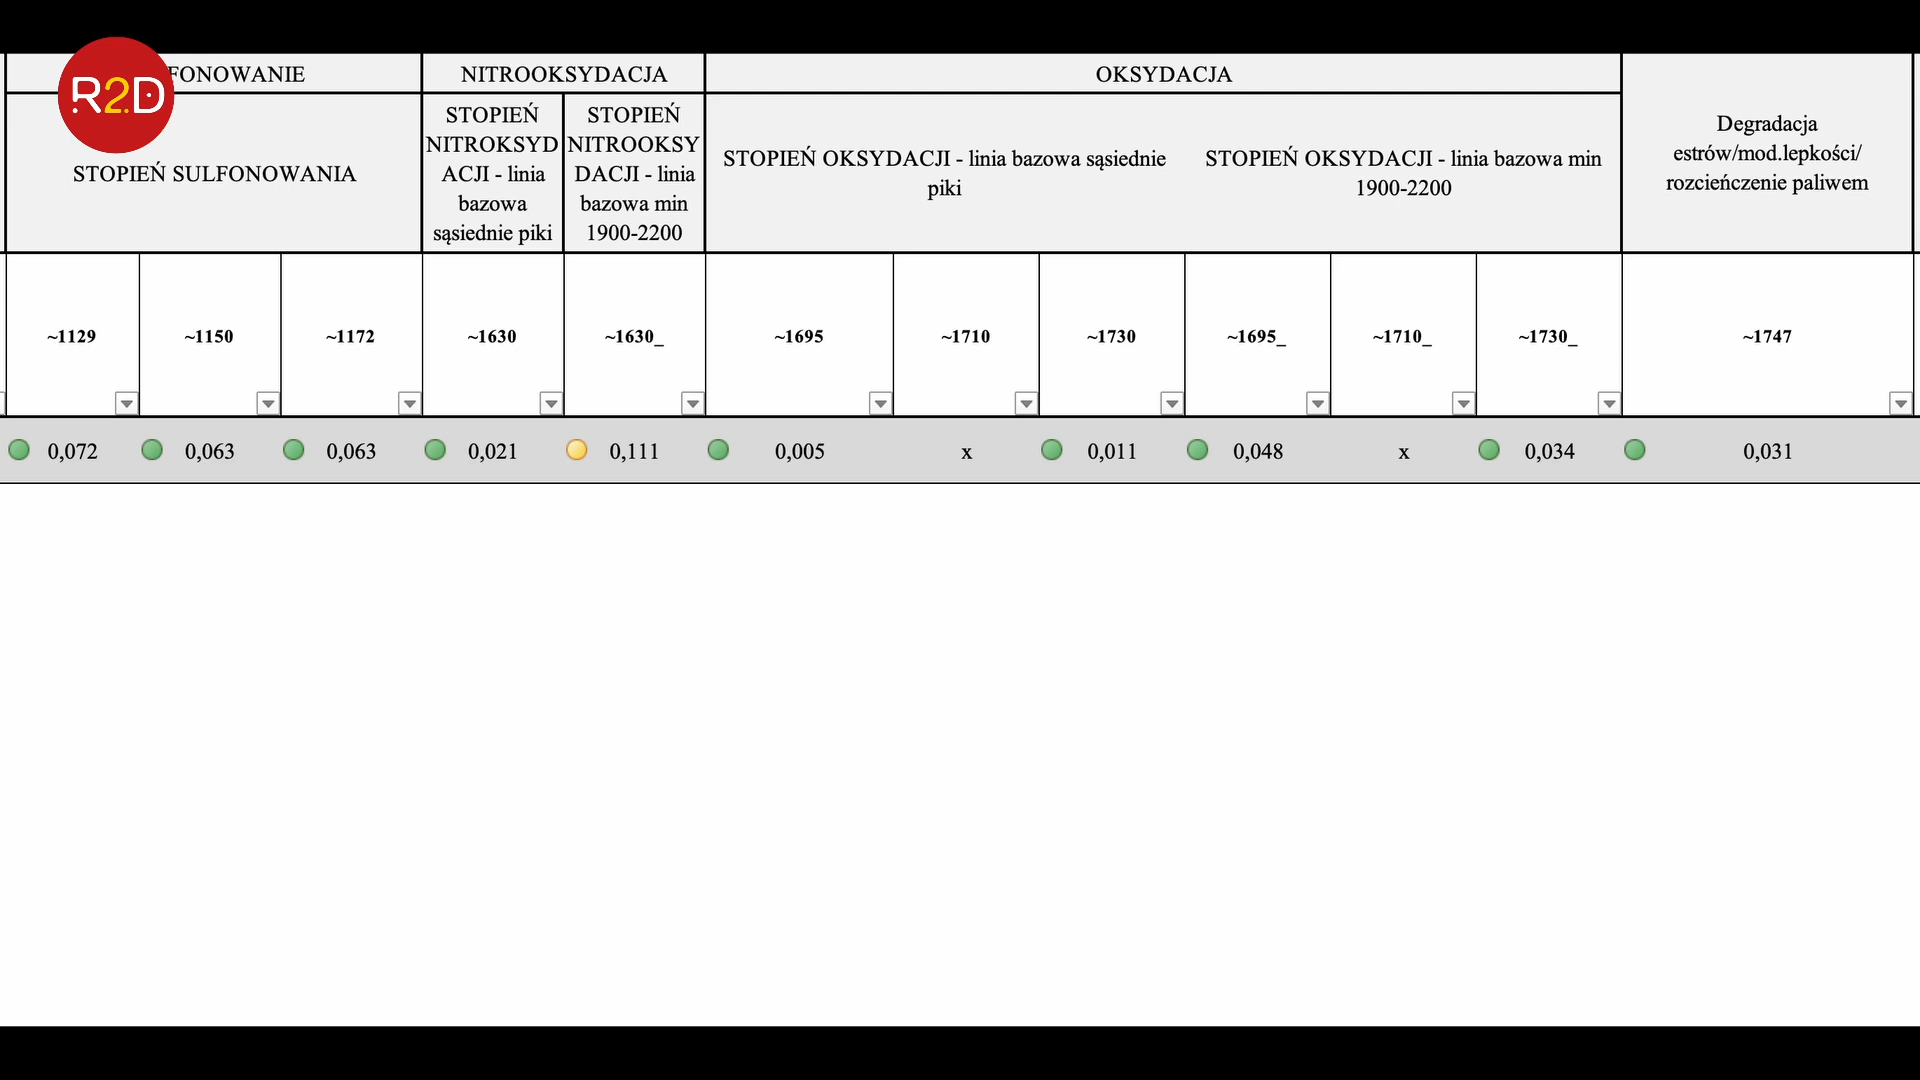 R2D
FONOWANIE
NITROOKSYDACJA
OKSYDACJA
STOPIEŃ SULFONOWANIA
STOPIEŃ
NITROKSYD
ACJI - linia
bazowa
sąsiednie piki
STOPIEŃ
NITROOKSY
DACJI - linia
bazowa min
1900-2200
STOPIEŃ OKSYDACJI - linia bazowa sąsiednie
piki
STOPIEŃ OKSYDACJI - linia bazowa min
1900-2200
Degradacja
estrów/mod.lepkości/
rozcieńczenie paliwem
~1129 ~1150 ~1172 ~1630 ~1630_ ~1695 ~1710 ~1730 ~1695_ ~1710_ ~1730_ ~1747
0,072 0,063 0,063 0,021 0,111 0,005 x 0,011 0,048 x 0,034 0,031